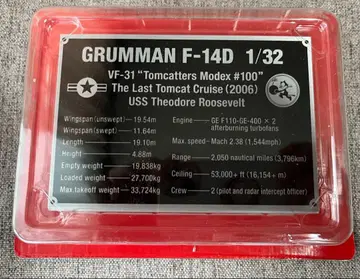 GRUMMAN F-14D 1/32
VF-31 "Tomcatters Modex #100"
The Last Tomcat Cruise (2006)
USS Theodore Roosevelt
Wingspan (unswept) - 19.54m
Wingspan (swept) - 11.64m
Length - 19.10m
Height - 4.88m
Empty weight - 19,838kg
Loaded weight - 27,700kg
Max.takeoff weight - 33,724kg
Engine - GE F110-GE-400 × 2
afterburning turbofans
Max. speed - Mach 2.38 (1,544mph)
Range - 2,050 nautical miles (3,796km)
Ceiling - 53,000+ ft (16,154+ m)
Crew - 2 (pilot and radar intercept officer)